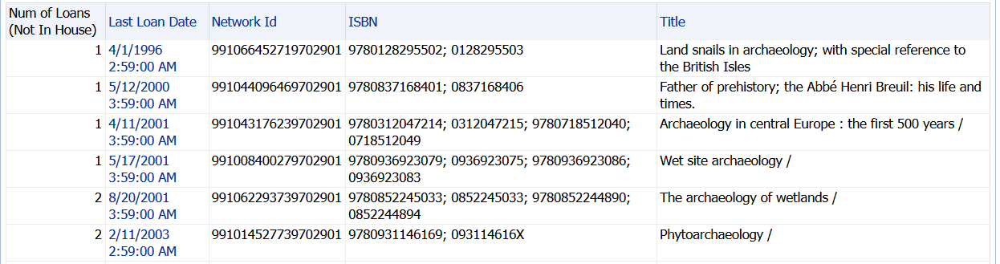 Num of Loans (Not In House) Last Loan Date Network Id ISBN Title
1 4/1/1996 2:59:00 AM 991066452719702901 9780128295502; 0128295503 Land snails in archaeology; with special reference to the British Isles
1 5/12/2000 3:59:00 AM 991044096469702901 9780837168401; 0837168406 Father of prehistory; the Abbé Henri Breuil: his life and times.
1 4/11/2001 3:59:00 AM 991043176239702901 9780312047214; 0312047215; 9780718512040; 0718512049 Archaeology in central Europe : the first 500 years /
1 5/17/2001 3:59:00 AM 991008400279702901 9780936923079; 0936923075; 9780936923086; 0936923083 Wet site archaeology /
2 8/20/2001 3:59:00 AM 991062293739702901 9780852245033; 0852245033; 9780852244890; 0852244894 The archaeology of wetlands /
2 2/11/2003 2:59:00 AM 991014527739702901 9780931146169; 093114616X Phytoarchaeology /